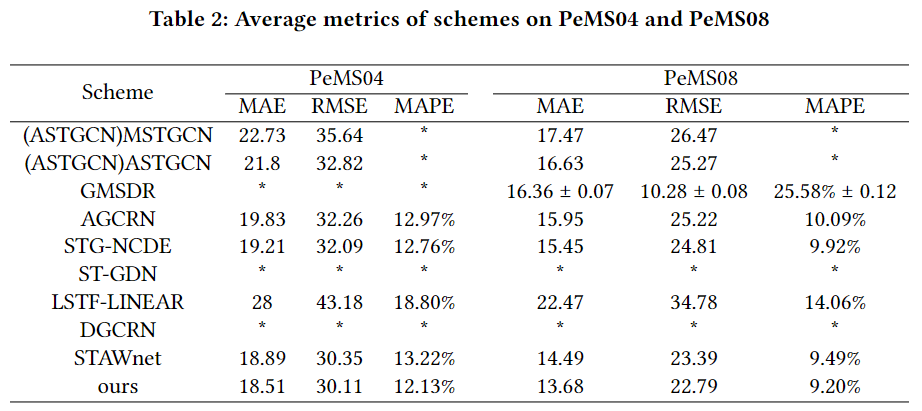 Table 2: Average metrics of schemes on PeMS04 and PeMS08
Scheme PeMS04 PeMS08
MAE RMSE MAPE MAE RMSE MAPE
(ASTGCN)MSTGCN 22.73 35.64 * 17.47 26.47 *
(ASTGCN)ASTGCN 21.8 32.82 * 16.63 25.27 *
GMSDR * * * 16.36 ± 0.07 10.28 ± 0.08 25.58% ± 0.12
AGCRN 19.83 32.26 12.97% 15.95 25.22 10.09%
STG-NCDE 19.21 32.09 12.76% 15.45 24.81 9.92%
ST-GDN * * * * * *
LSTF-LINEAR 28 43.18 18.80% 22.47 34.78 14.06%
DGCRN * * * * * *
STAWnet 18.89 30.35 13.22% 14.49 23.39 9.49%
ours 18.51 30.11 12.13% 13.68 22.79 9.20%